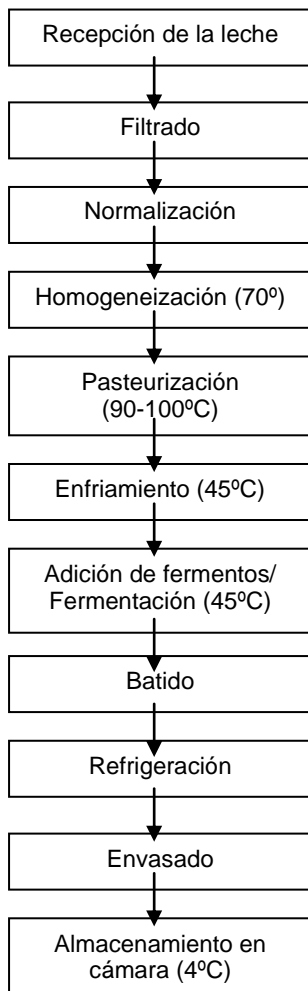 Recepción de la leche
Filtrado
Normalización
Homogeneización (70º)
Pasteurización
(90-100ºC)
Enfriamiento (45ºC)
Adición de fermentos/
Fermentación (45ºC)
Batido
Refrigeración
Envasado
Almacenamiento en
cámara (4ºC)